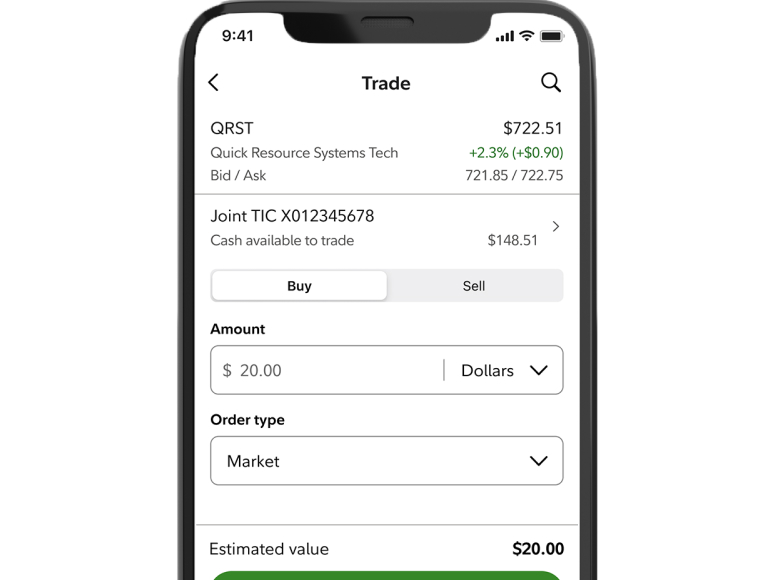 9:41
Trade
QRST $722.51
Quick Resource Systems Tech +2.3% (+$0.90)
Bid / Ask 721.85 / 722.75
Joint TIC X012345678
Cash available to trade $148.51
Buy Sell
Amount
$ 20.00 Dollars
Order type
Market
Estimated value $20.00